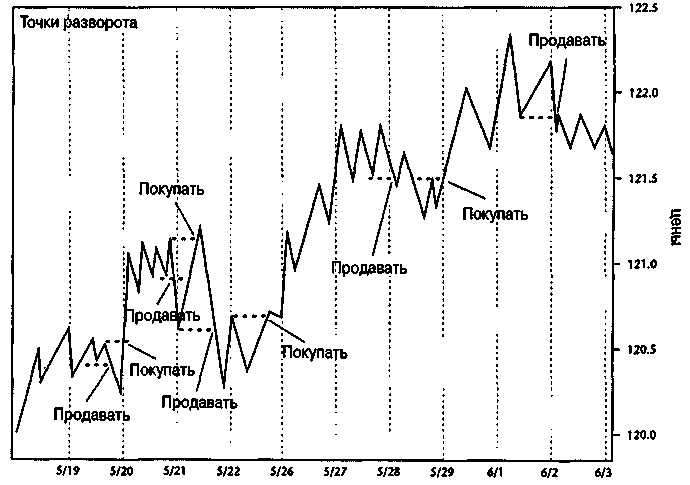 Точки разворота
122.5
Продавать
122.0
Покупать
121.5
Покупать
цены
Продавать
121.0
Продавать
Покупать
120.5
Покупать
Продавать
Продавать
120.0
5/19 5/20 5/21 5/22 5/26 5/27 5/28 5/29 6/1 6/2 6/3